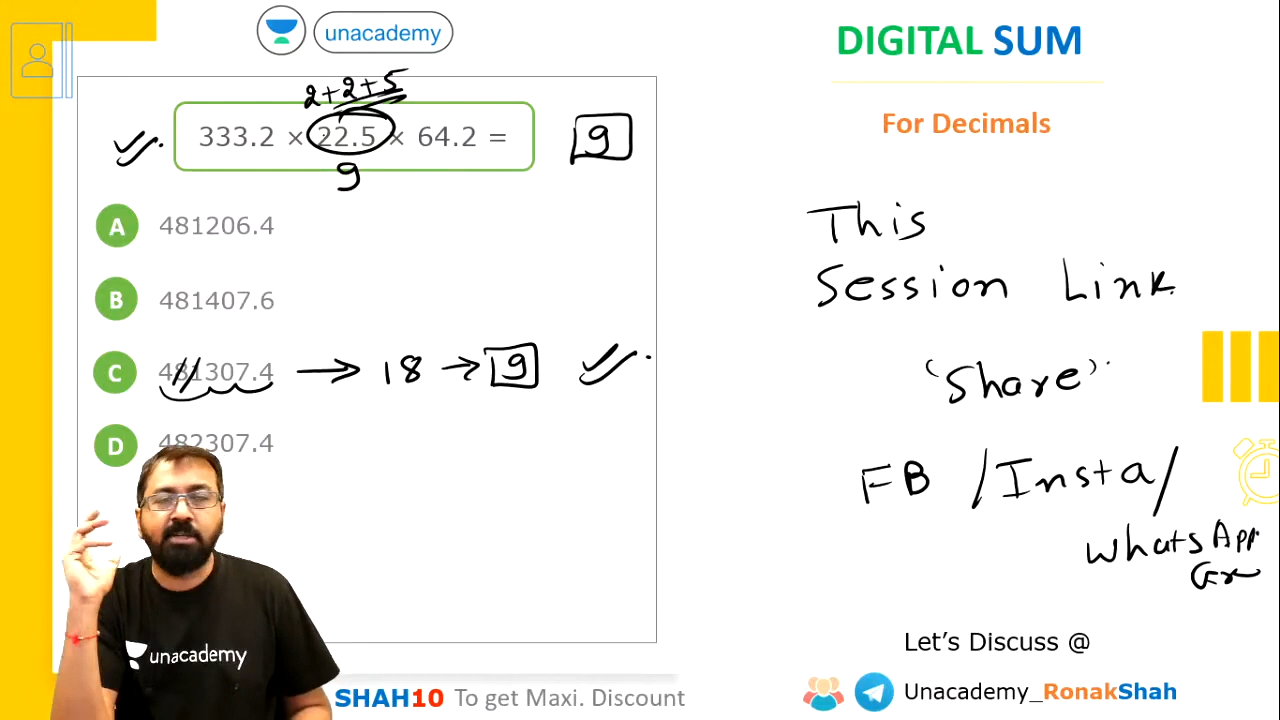 unacademy
DIGITAL SUM
For Decimals
2+2+5
333.2 × 22.5 × 64.2 =
9
9
A 481206.4
B 481407.6
C 481307.4 → 18 → 9
D 482307.4
This
Session Link
'Share'
FB / Insta /
WhatsApp
Gr
unacademy
Let's Discuss @
Unacademy_RonakShah
SHAH10 To get Maxi. Discount